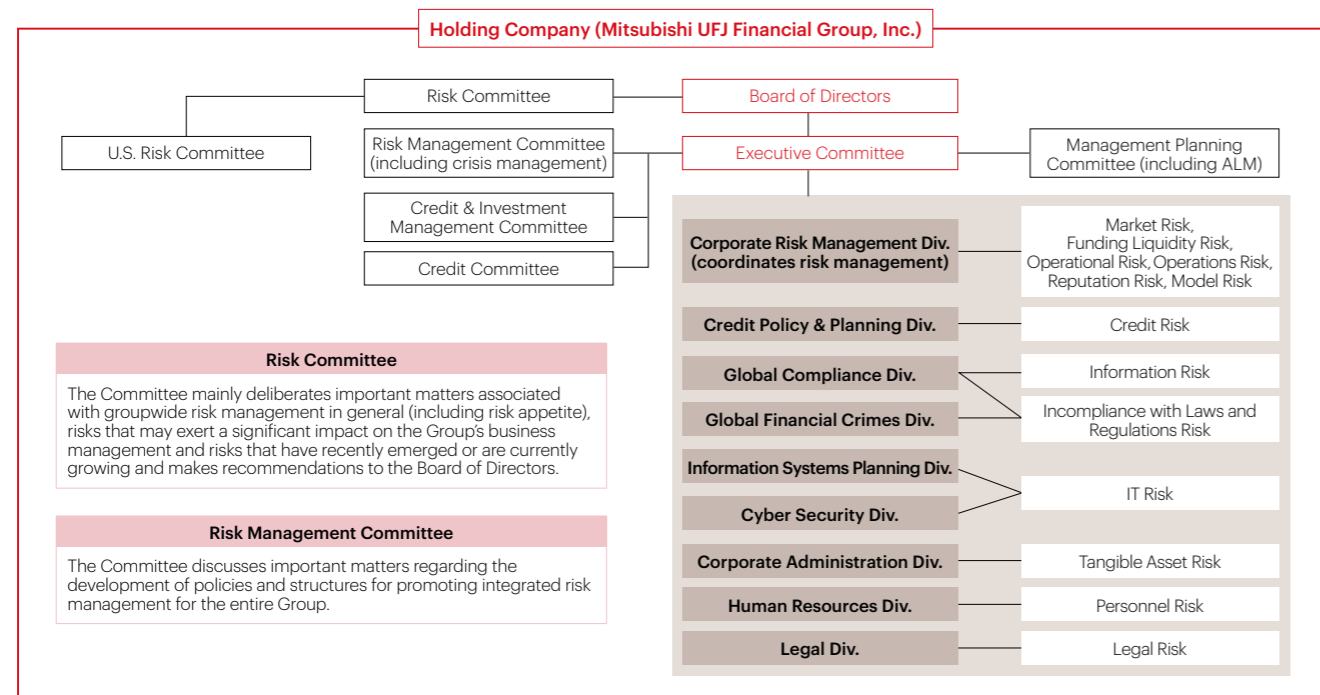 Holding Company (Mitsubishi UFJ Financial Group, Inc.)
Risk Committee
Board of Directors
U.S. Risk Committee
Risk Management Committee
(including crisis management)
Executive Committee
Management Planning
Committee (including ALM)
Credit & Investment
Management Committee
Credit Committee
Corporate Risk Management Div.
(coordinates risk management)
Market Risk,
Funding Liquidity Risk,
Operational Risk, Operations Risk,
Reputation Risk, Model Risk
Credit Policy & Planning Div.
Credit Risk
Global Compliance Div.
Information Risk
Global Financial Crimes Div.
Incompliance with Laws and
Regulations Risk
Information Systems Planning Div.
Cyber Security Div.
IT Risk
Corporate Administration Div.
Tangible Asset Risk
Human Resources Div.
Personnel Risk
Legal Div.
Legal Risk
Risk Committee
The Committee mainly deliberates important matters associated
with groupwide risk management in general (including risk appetite),
risks that may exert a significant impact on the Group's business
management and risks that have recently emerged or are currently
growing and makes recommendations to the Board of Directors.
Risk Management Committee
The Committee discusses important matters regarding the
development of policies and structures for promoting integrated risk
management for the entire Group.